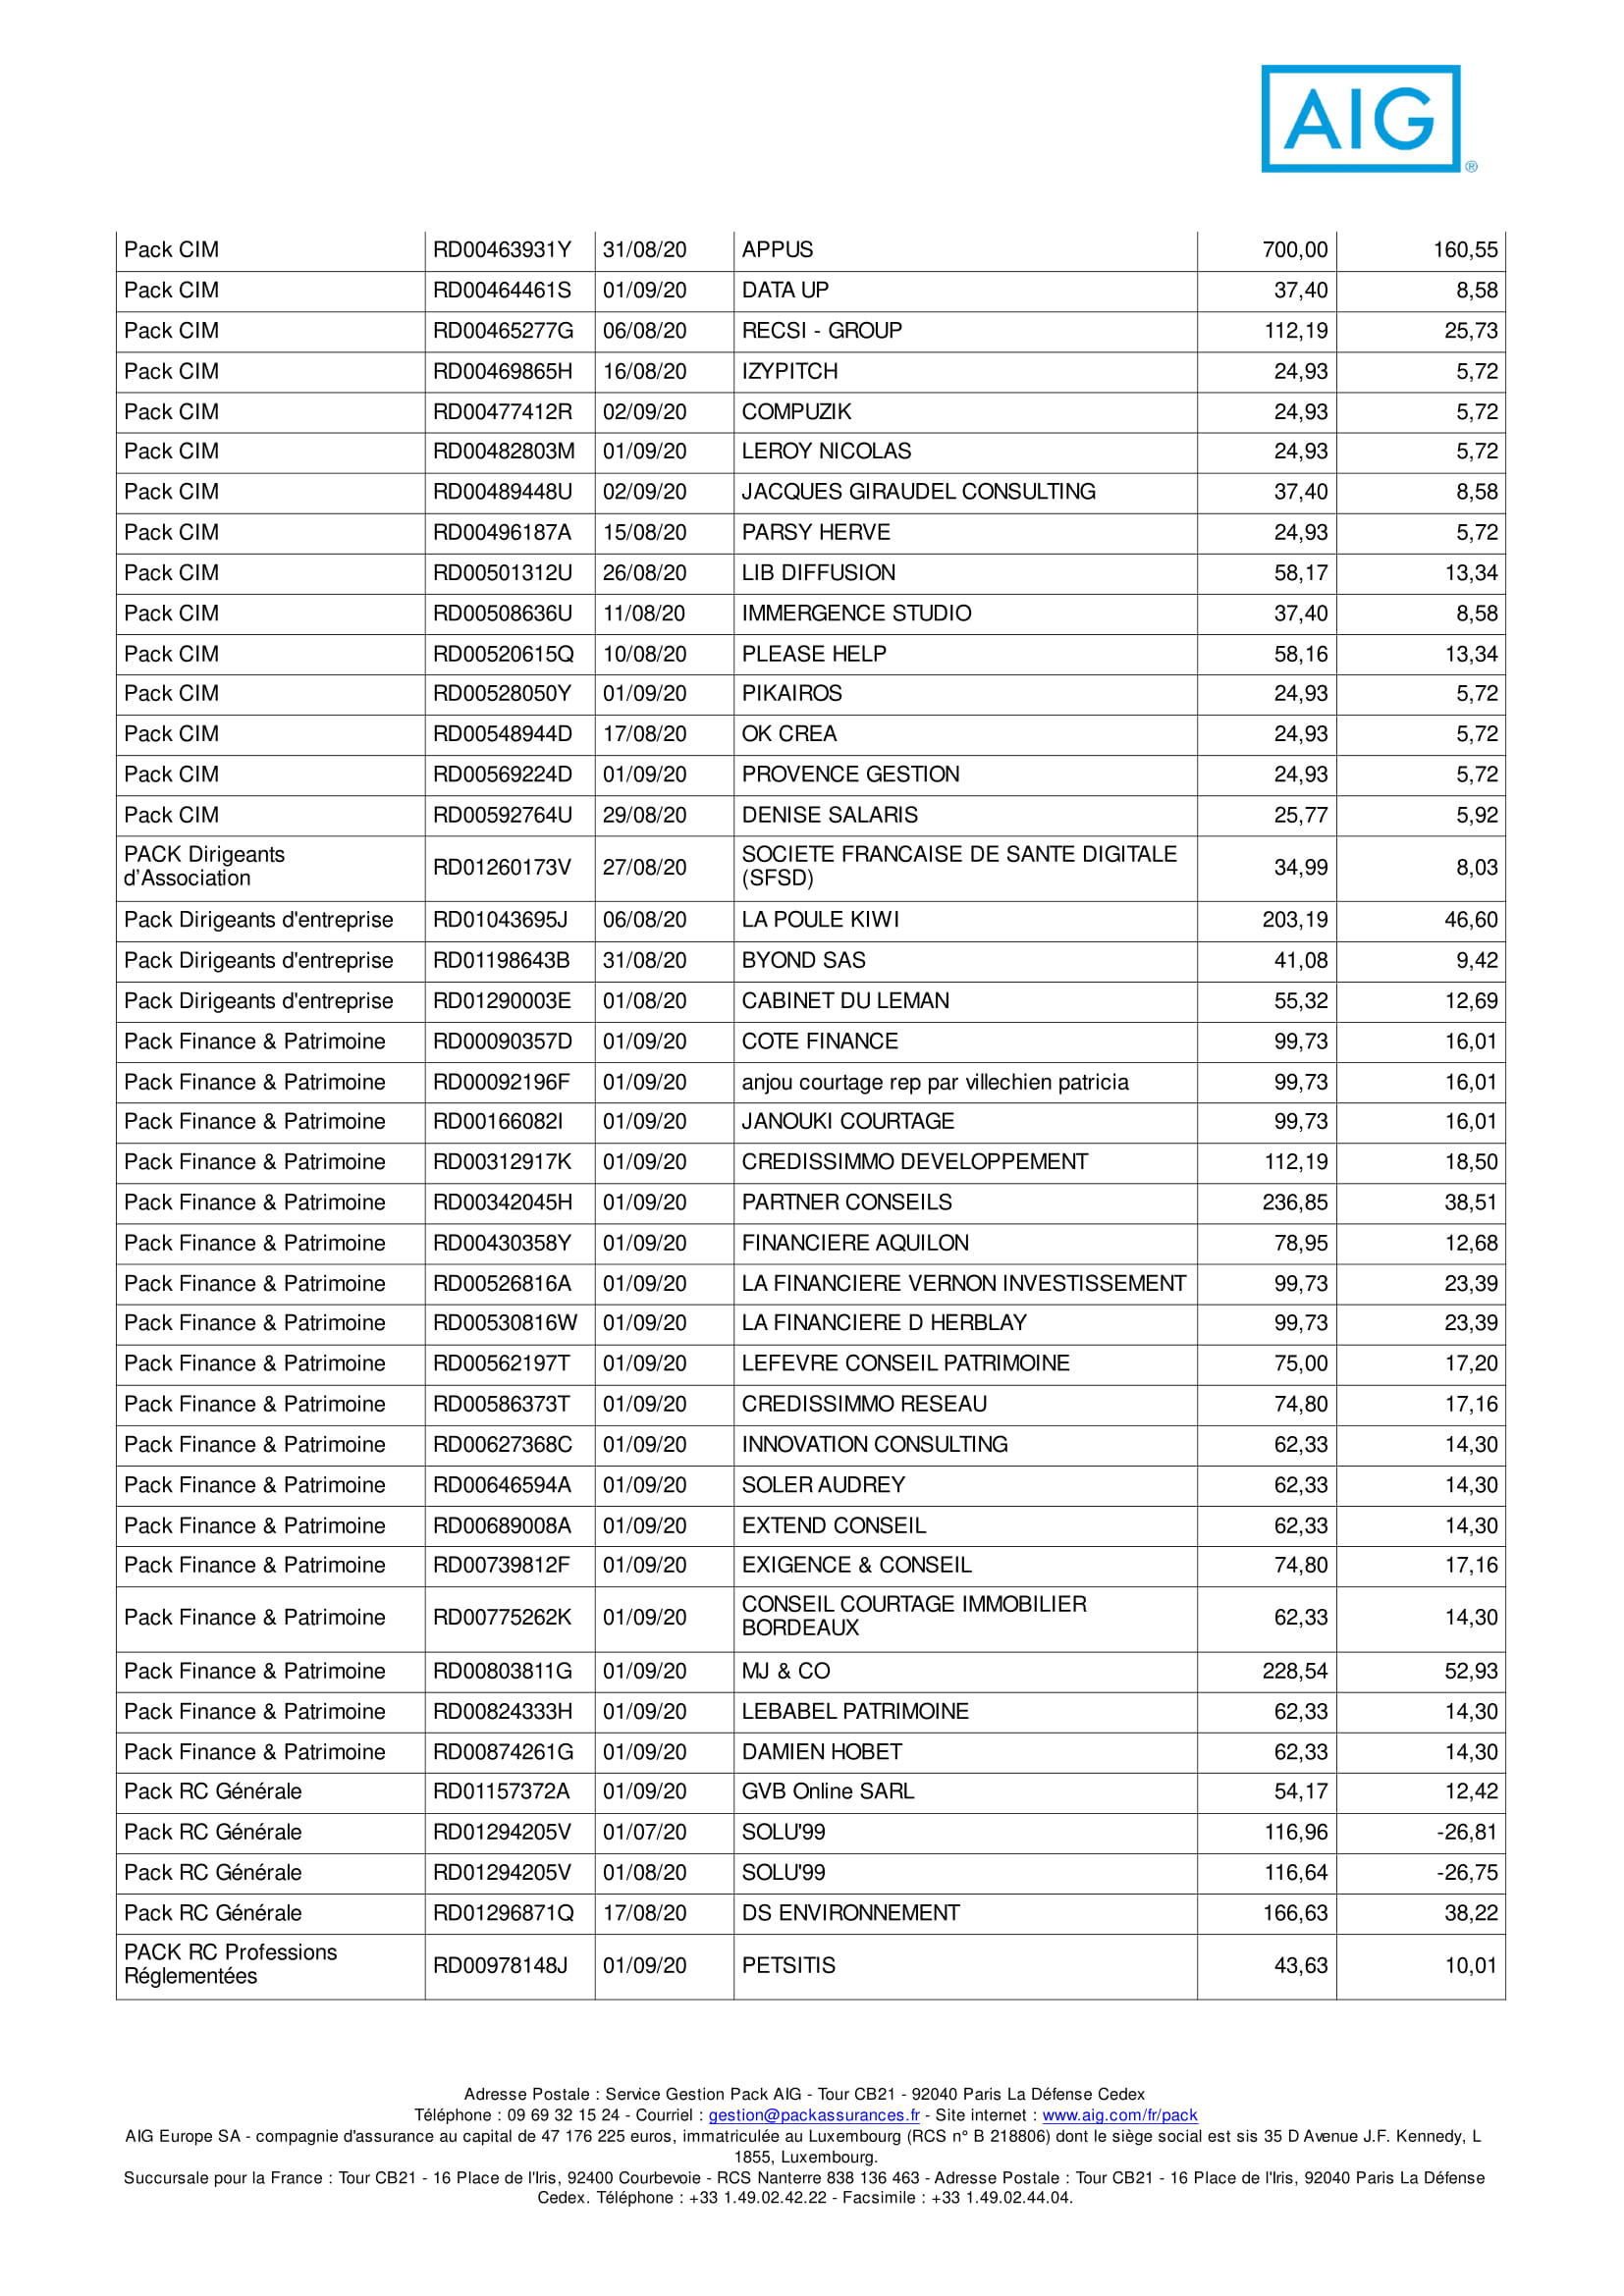 AIG
®
Pack CIM RD00463931Y 31/08/20 APPUS 700,00 160,55
Pack CIM RD00464461S 01/09/20 DATA UP 37,40 8,58
Pack CIM RD00465277G 06/08/20 RECSI - GROUP 112,19 25,73
Pack CIM RD00469865H 16/08/20 IZYPITCH 24,93 5,72
Pack CIM RD00477412R 02/09/20 COMPUZIK 24,93 5,72
Pack CIM RD00482803M 01/09/20 LEROY NICOLAS 24,93 5,72
Pack CIM RD00489448U 02/09/20 JACQUES GIRAUDEL CONSULTING 37,40 8,58
Pack CIM RD00496187A 15/08/20 PARSY HERVE 24,93 5,72
Pack CIM RD00501312U 26/08/20 LIB DIFFUSION 58,17 13,34
Pack CIM RD00508636U 11/08/20 IMMERGENCE STUDIO 37,40 8,58
Pack CIM RD00520615Q 10/08/20 PLEASE HELP 58,16 13,34
Pack CIM RD00528050Y 01/09/20 PIKAIROS 24,93 5,72
Pack CIM RD00548944D 17/08/20 OK CREA 24,93 5,72
Pack CIM RD00569224D 01/09/20 PROVENCE GESTION 24,93 5,72
Pack CIM RD00592764U 29/08/20 DENISE SALARIS 25,77 5,92
PACK Dirigeants
d'Association RD01260173V 27/08/20 SOCIETE FRANCAISE DE SANTE DIGITALE
(SFSD) 34,99 8,03
Pack Dirigeants d'entreprise RD01043695J 06/08/20 LA POULE KIWI 203,19 46,60
Pack Dirigeants d'entreprise RD01198643B 31/08/20 BYOND SAS 41,08 9,42
Pack Dirigeants d'entreprise RD01290003E 01/08/20 CABINET DU LEMAN 55,32 12,69
Pack Finance & Patrimoine RD00090357D 01/09/20 COTE FINANCE 99,73 16,01
Pack Finance & Patrimoine RD00092196F 01/09/20 anjou courtage rep par villechien patricia 99,73 16,01
Pack Finance & Patrimoine RD00166082I 01/09/20 JANOUKI COURTAGE 99,73 16,01
Pack Finance & Patrimoine RD00312917K 01/09/20 CREDISSIMMO DEVELOPPEMENT 112,19 18,50
Pack Finance & Patrimoine RD00342045H 01/09/20 PARTNER CONSEILS 236,85 38,51
Pack Finance & Patrimoine RD00430358Y 01/09/20 FINANCIERE AQUILON 78,95 12,68
Pack Finance & Patrimoine RD00526816A 01/09/20 LA FINANCIERE VERNON INVESTISSEMENT 99,73 23,39
Pack Finance & Patrimoine RD00530816W 01/09/20 LA FINANCIERE D HERBLAY 99,73 23,39
Pack Finance & Patrimoine RD00562197T 01/09/20 LEFEVRE CONSEIL PATRIMOINE 75,00 17,20
Pack Finance & Patrimoine RD00586373T 01/09/20 CREDISSIMMO RESEAU 74,80 17,16
Pack Finance & Patrimoine RD00627368C 01/09/20 INNOVATION CONSULTING 62,33 14,30
Pack Finance & Patrimoine RD00646594A 01/09/20 SOLER AUDREY 62,33 14,30
Pack Finance & Patrimoine RD00689008A 01/09/20 EXTEND CONSEIL 62,33 14,30
Pack Finance & Patrimoine RD00739812F 01/09/20 EXIGENCE & CONSEIL 74,80 17,16
Pack Finance & Patrimoine RD00775262K 01/09/20 CONSEIL COURTAGE IMMOBILIER
BORDEAUX 62,33 14,30
Pack Finance & Patrimoine RD00803811G 01/09/20 MJ & CO 228,54 52,93
Pack Finance & Patrimoine RD00824333H 01/09/20 LEBABEL PATRIMOINE 62,33 14,30
Pack Finance & Patrimoine RD00874261G 01/09/20 DAMIEN HOBET 62,33 14,30
Pack RC Générale RD01157372A 01/09/20 GVB Online SARL 54,17 12,42
Pack RC Générale RD01294205V 01/07/20 SOLU'99 116,96 -26,81
Pack RC Générale RD01294205V 01/08/20 SOLU'99 116,64 -26,75
Pack RC Générale RD01296871Q 17/08/20 DS ENVIRONNEMENT 166,63 38,22
PACK RC Professions
Réglementées RD00978148J 01/09/20 PETSITIS 43,63 10,01
Adresse Postale : Service Gestion Pack AIG - Tour CB21 - 92040 Paris La Défense Cedex
Téléphone : 09 69 32 15 24 - Courriel : gestion@packassurances.fr - Site internet : www.aig.com/fr/pack
AIG Europe SA - compagnie d'assurance au capital de 47 176 225 euros, immatriculée au Luxembourg (RCS n° B 218806) dont le siège social est sis 35 D Avenue J.F. Kennedy, L
1855, Luxembourg.
Succursale pour la France : Tour CB21 - 16 Place de l'Iris, 92400 Courbevoie - RCS Nanterre 838 136 463 - Adresse Postale : Tour CB21 - 16 Place de l'Iris, 92040 Paris La Défense
Cedex. Téléphone : +33 1.49.02.42.22 - Facsimile : +33 1.49.02.44.04.